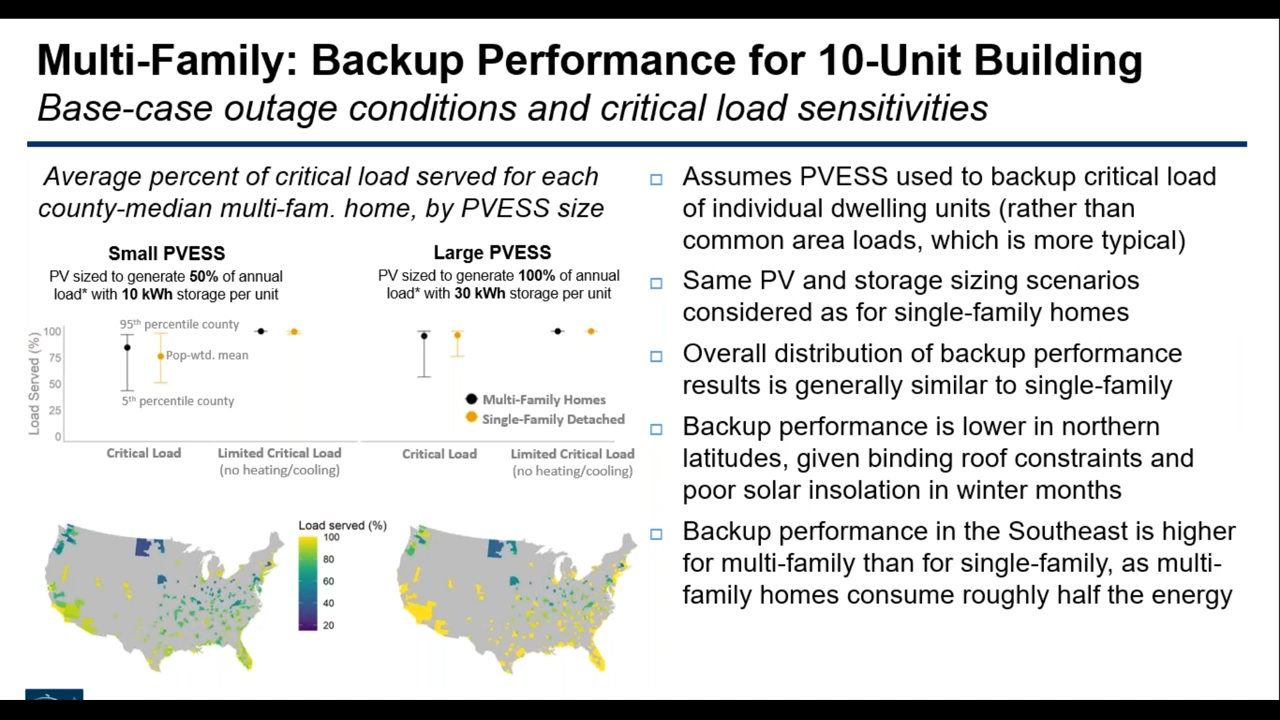 Multi-Family: Backup Performance for 10-Unit Building
Base-case outage conditions and critical load sensitivities
Average percent of critical load served for each
county-median multi-fam. home, by PVESS size
Small PVESS
PV sized to generate 50% of annual
load* with 10 kWh storage per unit
Large PVESS
PV sized to generate 100% of annual
load* with 30 kWh storage per unit
Load Served (%)
100
75
50
25
0
95th percentile county
Pop-wtd. mean
5th percentile county
Multi-Family Homes
Single-Family Detached
Critical Load
Limited Critical Load
(no heating/cooling)
Critical Load
Limited Critical Load
(no heating/cooling)
Load served (%)
100
80
60
40
20
Assumes PVESS used to backup critical load
of individual dwelling units (rather than
common area loads, which is more typical)
Same PV and storage sizing scenarios
considered as for single-family homes
Overall distribution of backup performance
results is generally similar to single-family
Backup performance is lower in northern
latitudes, given binding roof constraints and
poor solar insolation in winter months
Backup performance in the Southeast is higher
for multi-family than for single-family, as multi-
family homes consume roughly half the energy